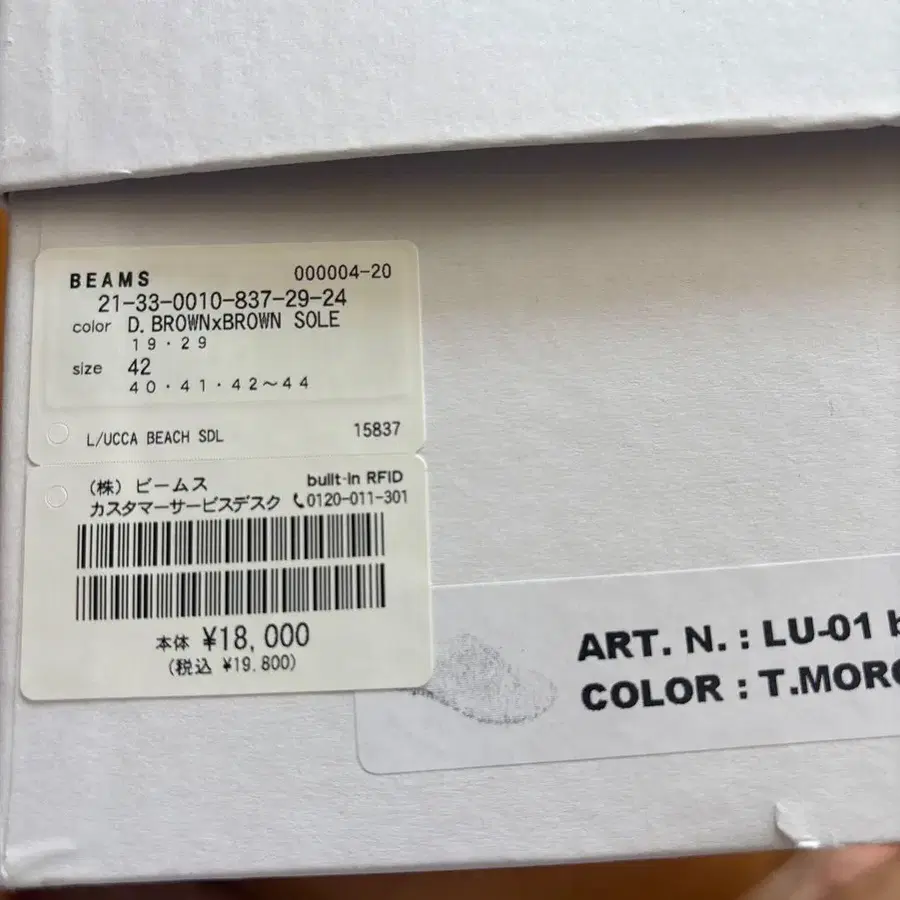 BEAMS 000004-20
21-33-0010-837-29-24
color D. BROWNxBROWN SOLE
19・29
size 42
40・41・42～44
L/UCCA BEACH SDL 15837
(株) ビームス built-in RFID
カスタマーサービスデスク 0120-011-301
本体 ¥18,000
(税込 ¥19.800)
ART. N. : LU-01
COLOR : T.MOR